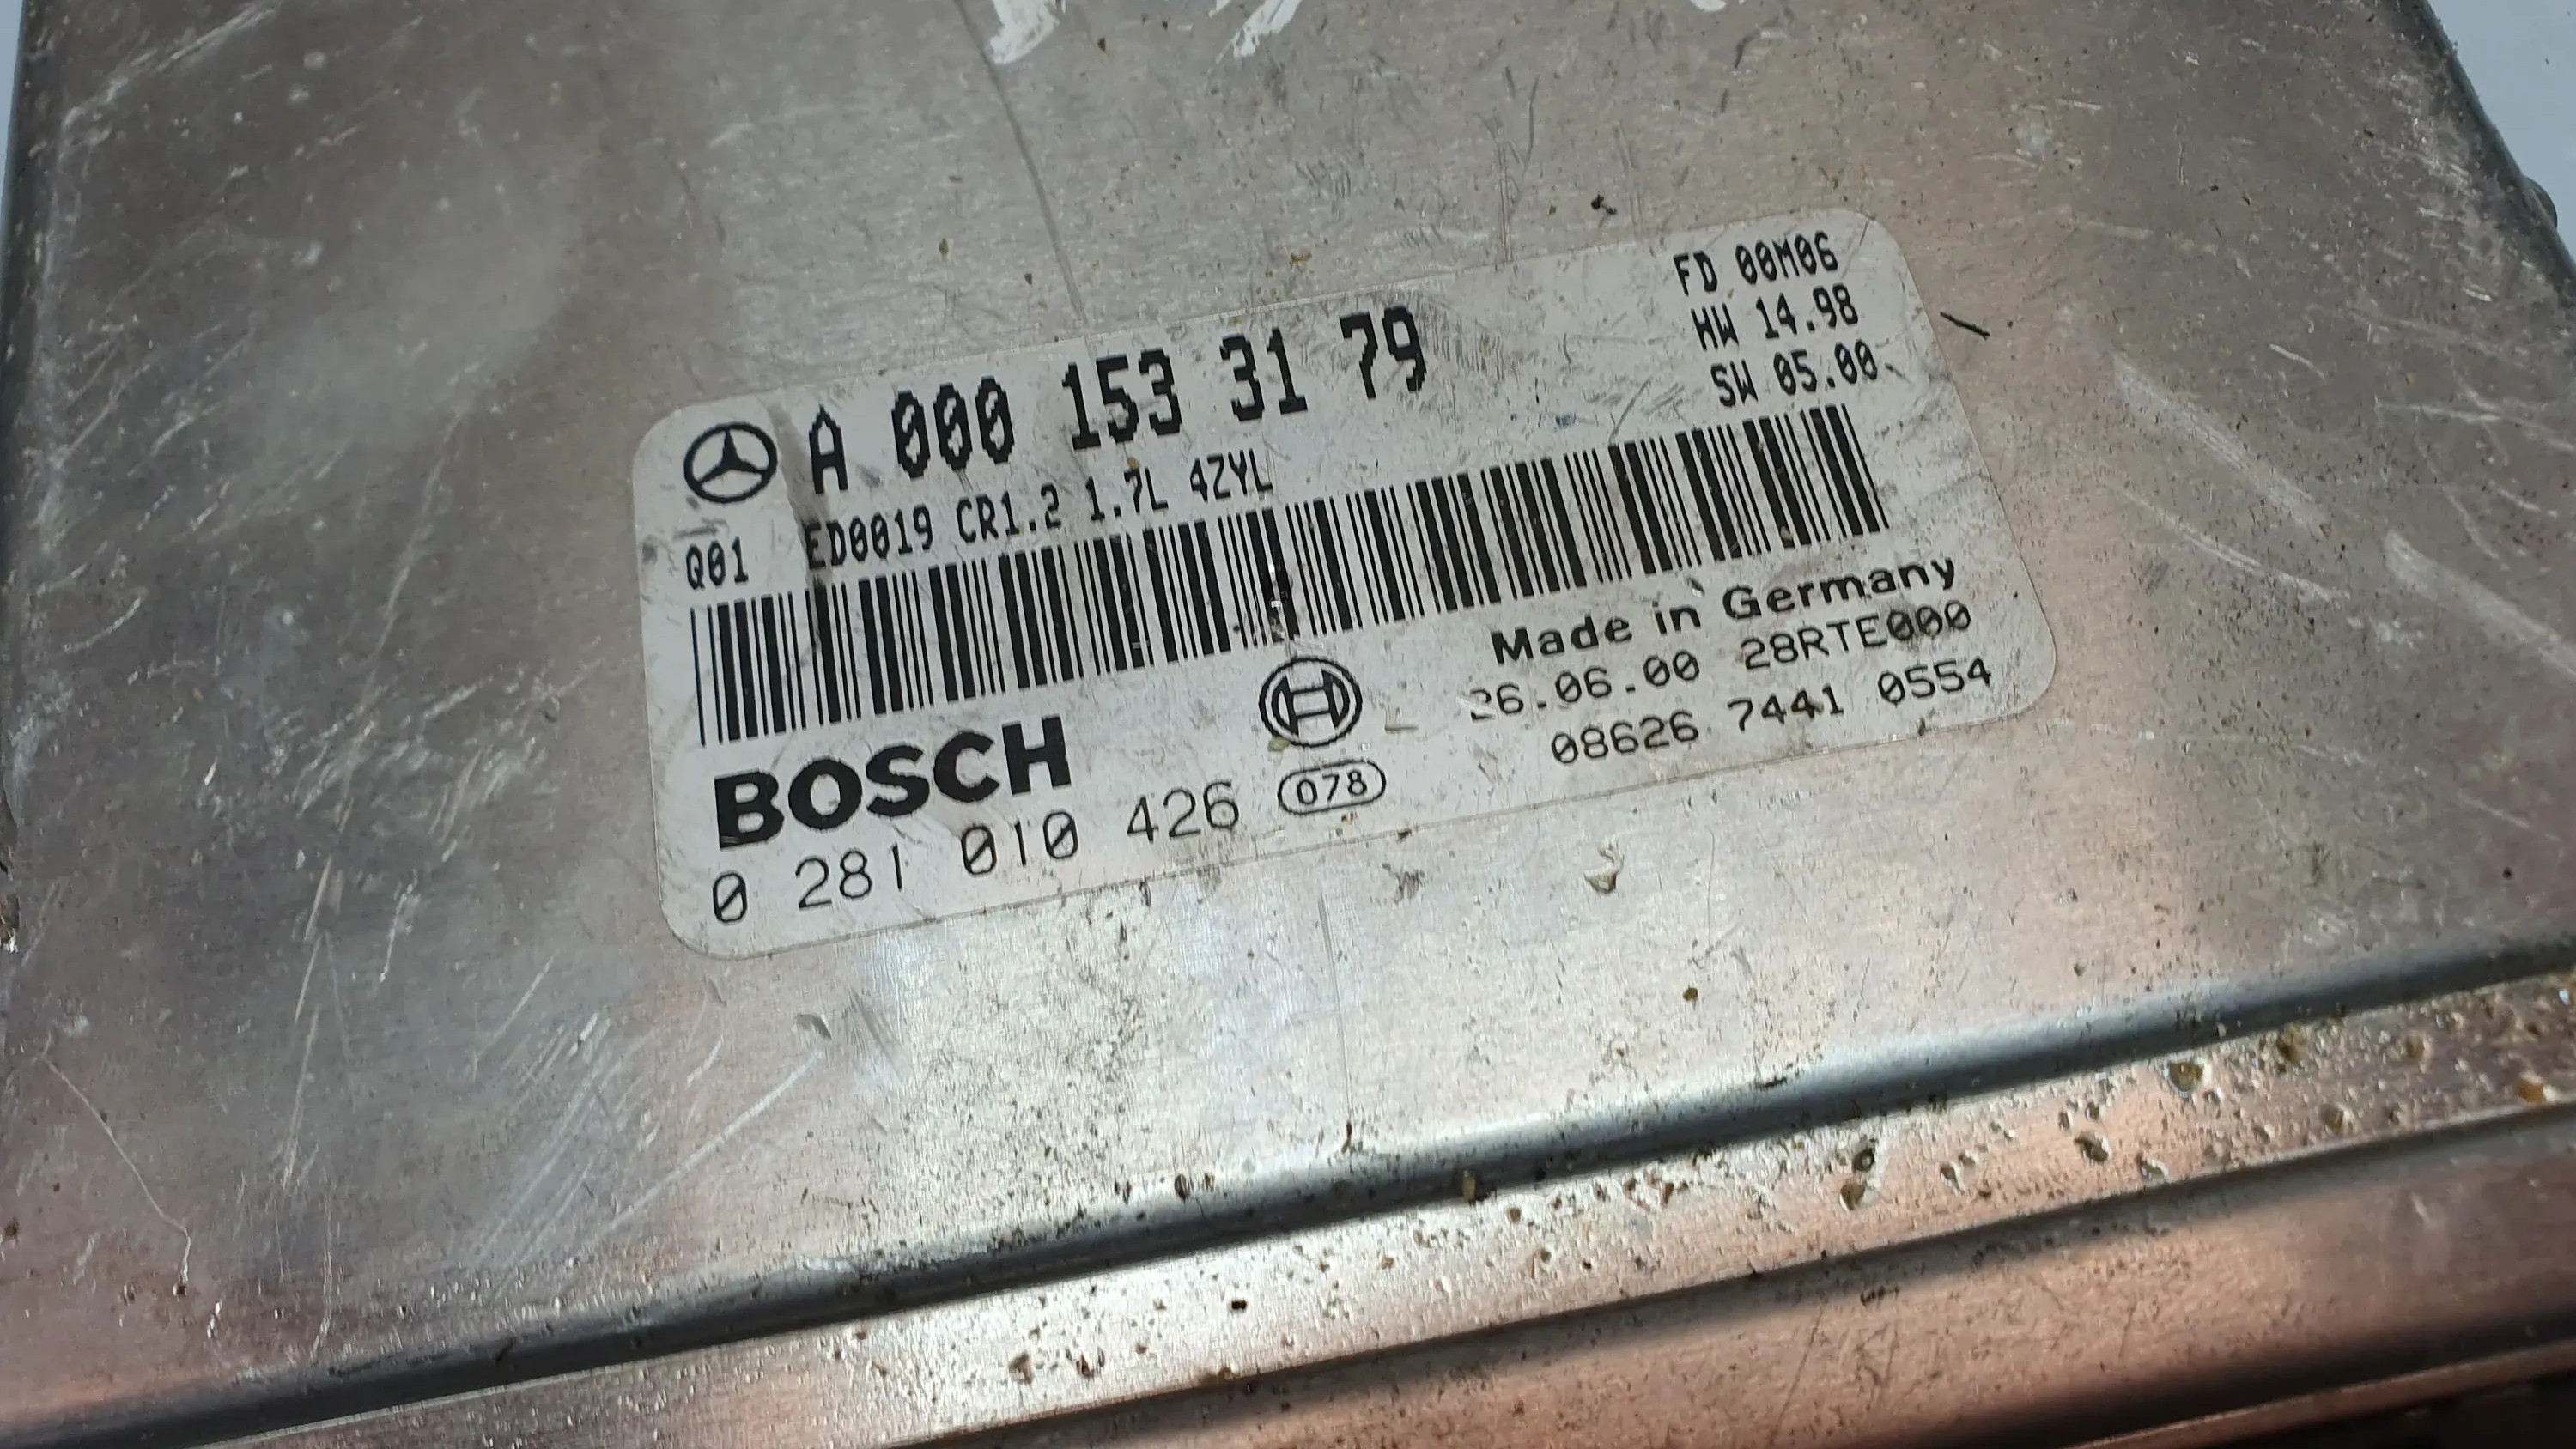 A 000 153 31 79
FD 00M06
HW 14.98
SW 05.00
Q01 ED0019 CR1.2 1.7L 4ZYL
Made in Germany
26.06.00 28RTE000
08626 7441 0554
BOSCH
0 281 010 426 078